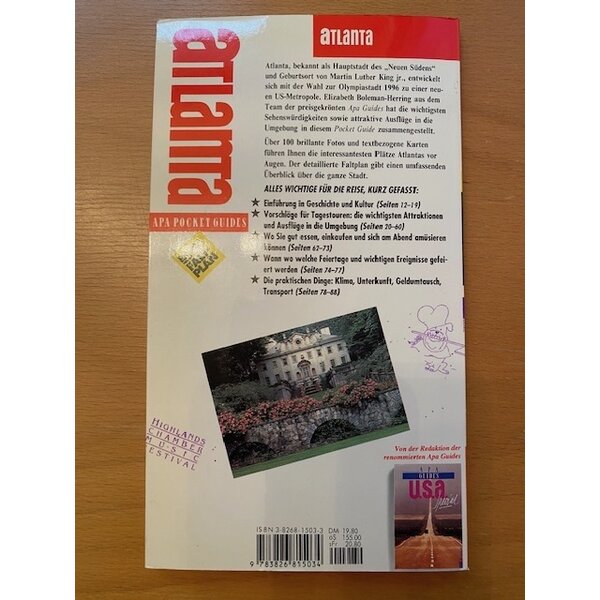 atlanta
APA POCKET GUIDES
atlanta
Atlanta, bekannt als Hauptstadt des „Neuen Südens"
und Geburtsort von Martin Luther King jr., entwickelt
sich mit der Wahl zur Olympiastadt 1996 zu einer neu-
en US-Metropole. Elizabeth Boleman-Herring aus dem
Team der preisgekrönten Apa Guides hat die wichtigsten
Sehenswürdigkeiten sowie attraktive Ausflüge in die
Umgebung in diesem Pocket Guide zusammengestellt.
Über 100 brillante Fotos und textbezogene Karten
führen Ihnen die interessantesten Plätze Atlantas vor
Augen. Der detaillierte Faltplan gibt einen umfassenden
Überblick über die ganze Stadt.
ALLES WICHTIGE FÜR DIE REISE, KURZ GEFASST:
★ Einführung in Geschichte und Kultur (Seiten 12–19)
★ Vorschläge für Tagestouren: die wichtigsten Attraktionen
und Ausflüge in die Umgebung (Seiten 20–60)
★ Wo Sie gut essen, einkaufen und sich am Abend amüsieren
können (Seiten 62–73)
★ Wann wo welche Feiertage und wichtigen Ereignisse gefei-
ert werden (Seiten 74–77)
★ Die praktischen Dinge: Klima, Unterkunft, Geldumtausch,
Transport (Seiten 78–88)
HIGHLANDS
CHAMBER
MUSIC
FESTIVAL
Von der Redaktion der
renommierten Apa Guides
APA
GUIDES
U.S.A.
Special
ISBN 3-8268-1503-3
DM 19.80
öS 155.00
sFr 20.80
9 783826 815034